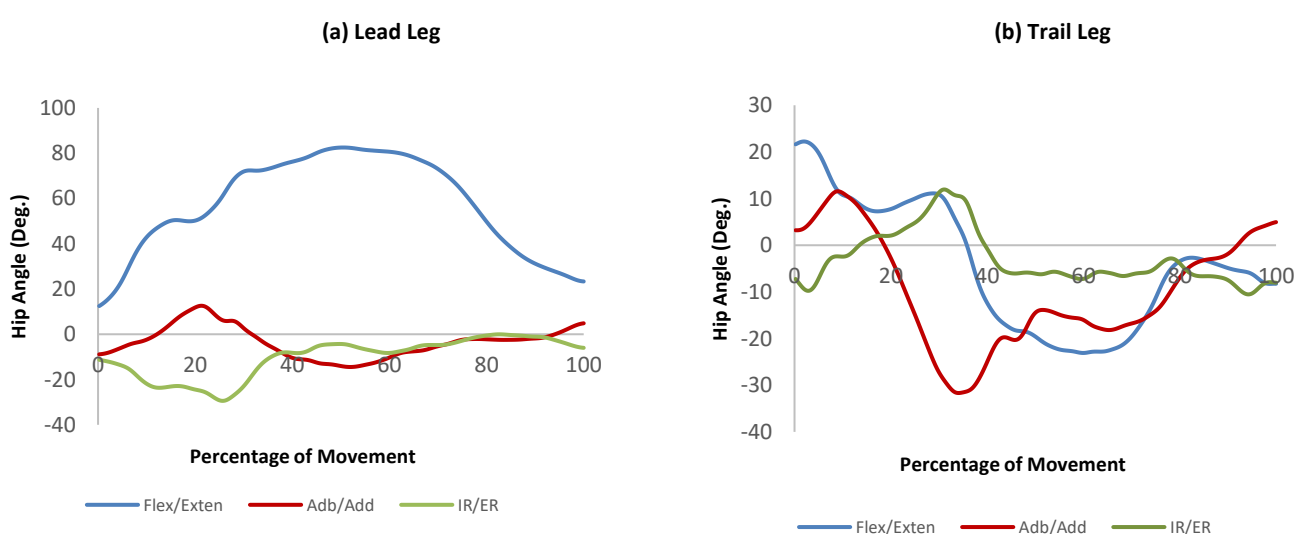 (a) Lead Leg
100
80
60
40
20
0
-20
-40
Hip Angle (Deg.)
0 20 40 60 80 100
Percentage of Movement
Flex/Exten Adb/Add IR/ER
(b) Trail Leg
30
20
10
0
-10
-20
-30
-40
Hip Angle (Deg.)
0 20 40 60 80 100
Percentage of Movement
Flex/Exten Adb/Add IR/ER